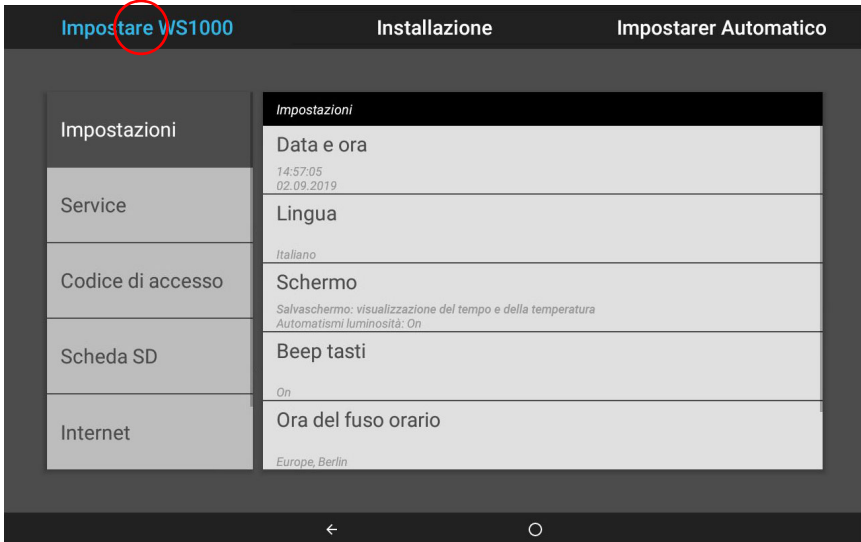 Impostare WS1000
Installazione
Impostarer Automatico
Impostazioni
Service
Codice di accesso
Scheda SD
Internet
Impostazioni
Data e ora
14:57:05
02.09.2019
Lingua
Italiano
Schermo
Salvaschermo: visualizzazione del tempo e della temperatura
Automatismi luminosità: On
Beep tasti
On
Ora del fuso orario
Europe, Berlin